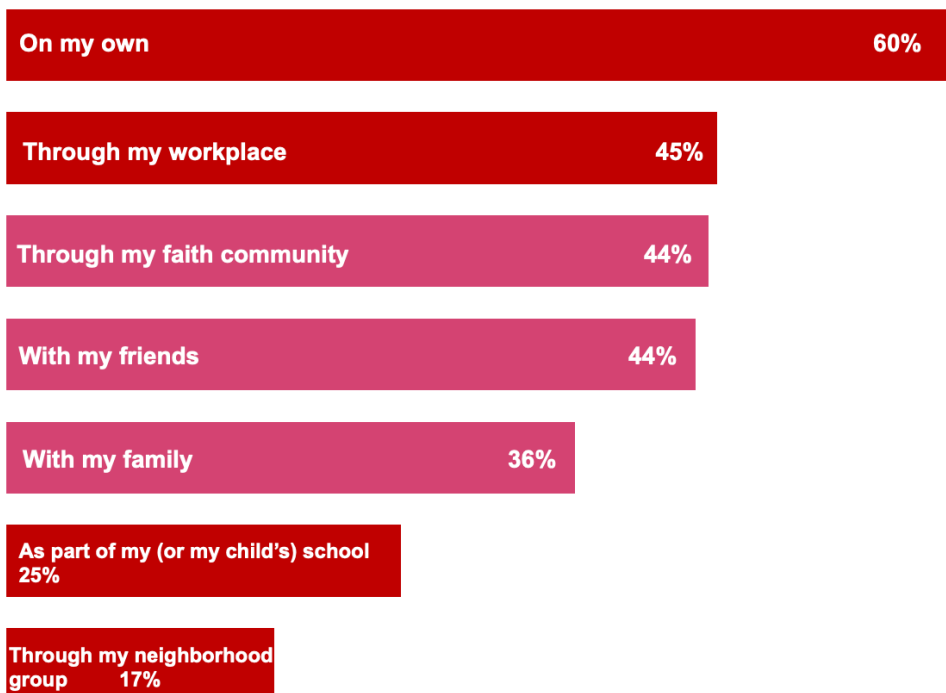 On my own 60%
Through my workplace 45%
Through my faith community 44%
With my friends 44%
With my family 36%
As part of my (or my child’s) school
25%
Through my neighborhood
group 17%